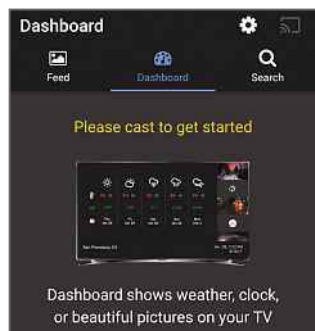 Dashboard
Feed
Dashboard
Search
Please cast to get started
Dashboard shows weather, clock,
or beautiful pictures on your TV